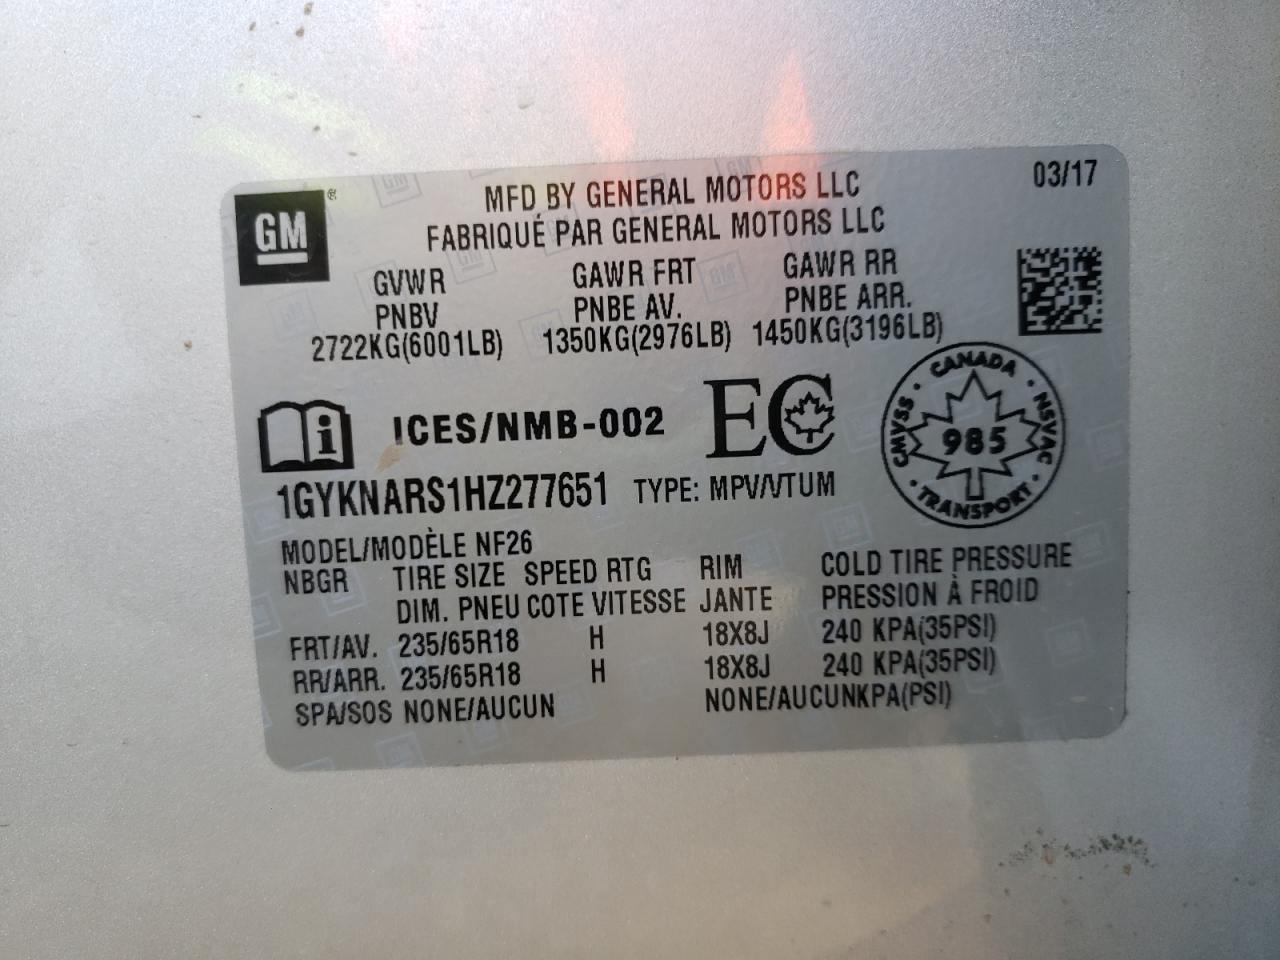 GM®
03/17
MFD BY GENERAL MOTORS LLC
FABRIQUÉ PAR GENERAL MOTORS LLC
GVWR GAWR FRT GAWR RR
PNBV PNBE AV. PNBE ARR.
2722KG(6001LB) 1350KG(2976LB) 1450KG(3196LB)
i ICES/NMB-002 EC
CANADA · NSVAC · TRANSPORT · CMVSS ·
985
1GYKNARS1HZ277651 TYPE: MPV/VTUM
MODEL/MODÈLE NF26
NBGR TIRE SIZE SPEED RTG RIM COLD TIRE PRESSURE
DIM. PNEU COTE VITESSE JANTE PRESSION À FROID
FRT/AV. 235/65R18 H 18X8J 240 KPA(35PSI)
RR/ARR. 235/65R18 H 18X8J 240 KPA(35PSI)
SPA/SOS NONE/AUCUN NONE/AUCUNKPA(PSI)